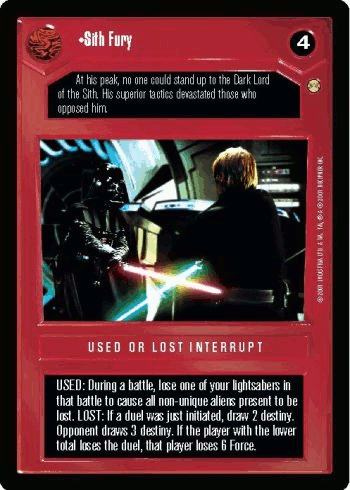 •Sith Fury
4
At his peak, no one could stand up to the Dark Lord
of the Sith. His superior tactics devastated those who
opposed him.
USED OR LOST INTERRUPT
USED: During a battle, lose one of your lightsabers in
that battle to cause all non-unique aliens present to be
lost. LOST: If a duel was just initiated, draw 2 destiny.
Opponent draws 3 destiny. If the player with the lower
total loses the duel, that player loses 6 Force.